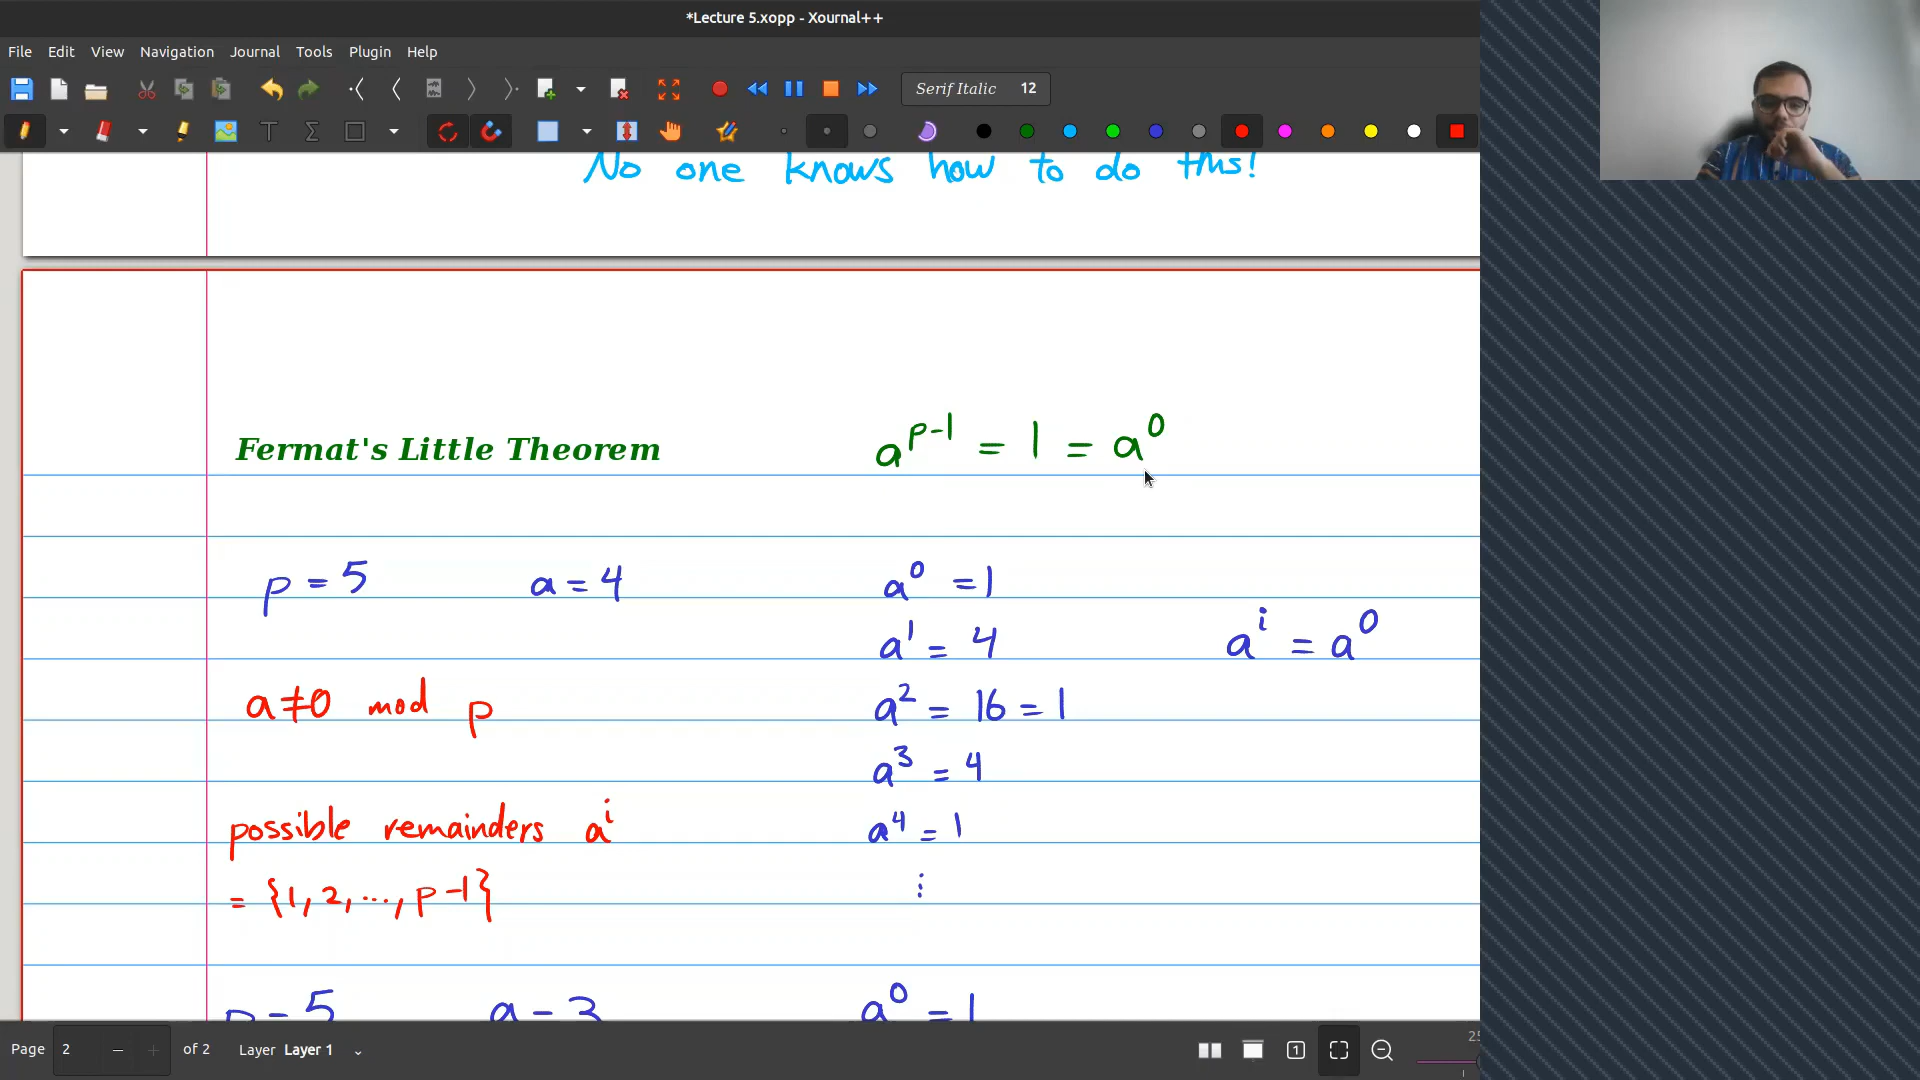 *Lecture 5.xopp - Xournal++
File Edit View Navigation Journal Tools Plugin Help
Serif Italic 12
No one knows how to do this!
Fermat's Little Theorem a^{p-1} = 1 = a^0
p = 5 a = 4 a^0 = 1
a^1 = 4 a^i = a^0
a ≠ 0 mod p a^2 = 16 = 1
a^3 = 4
possible remainders a^i a^4 = 1
= {1, 2, ..., p-1} ⋮
p = 5 a = 3 a^0 = 1
Page 2 of 2 Layer Layer 1